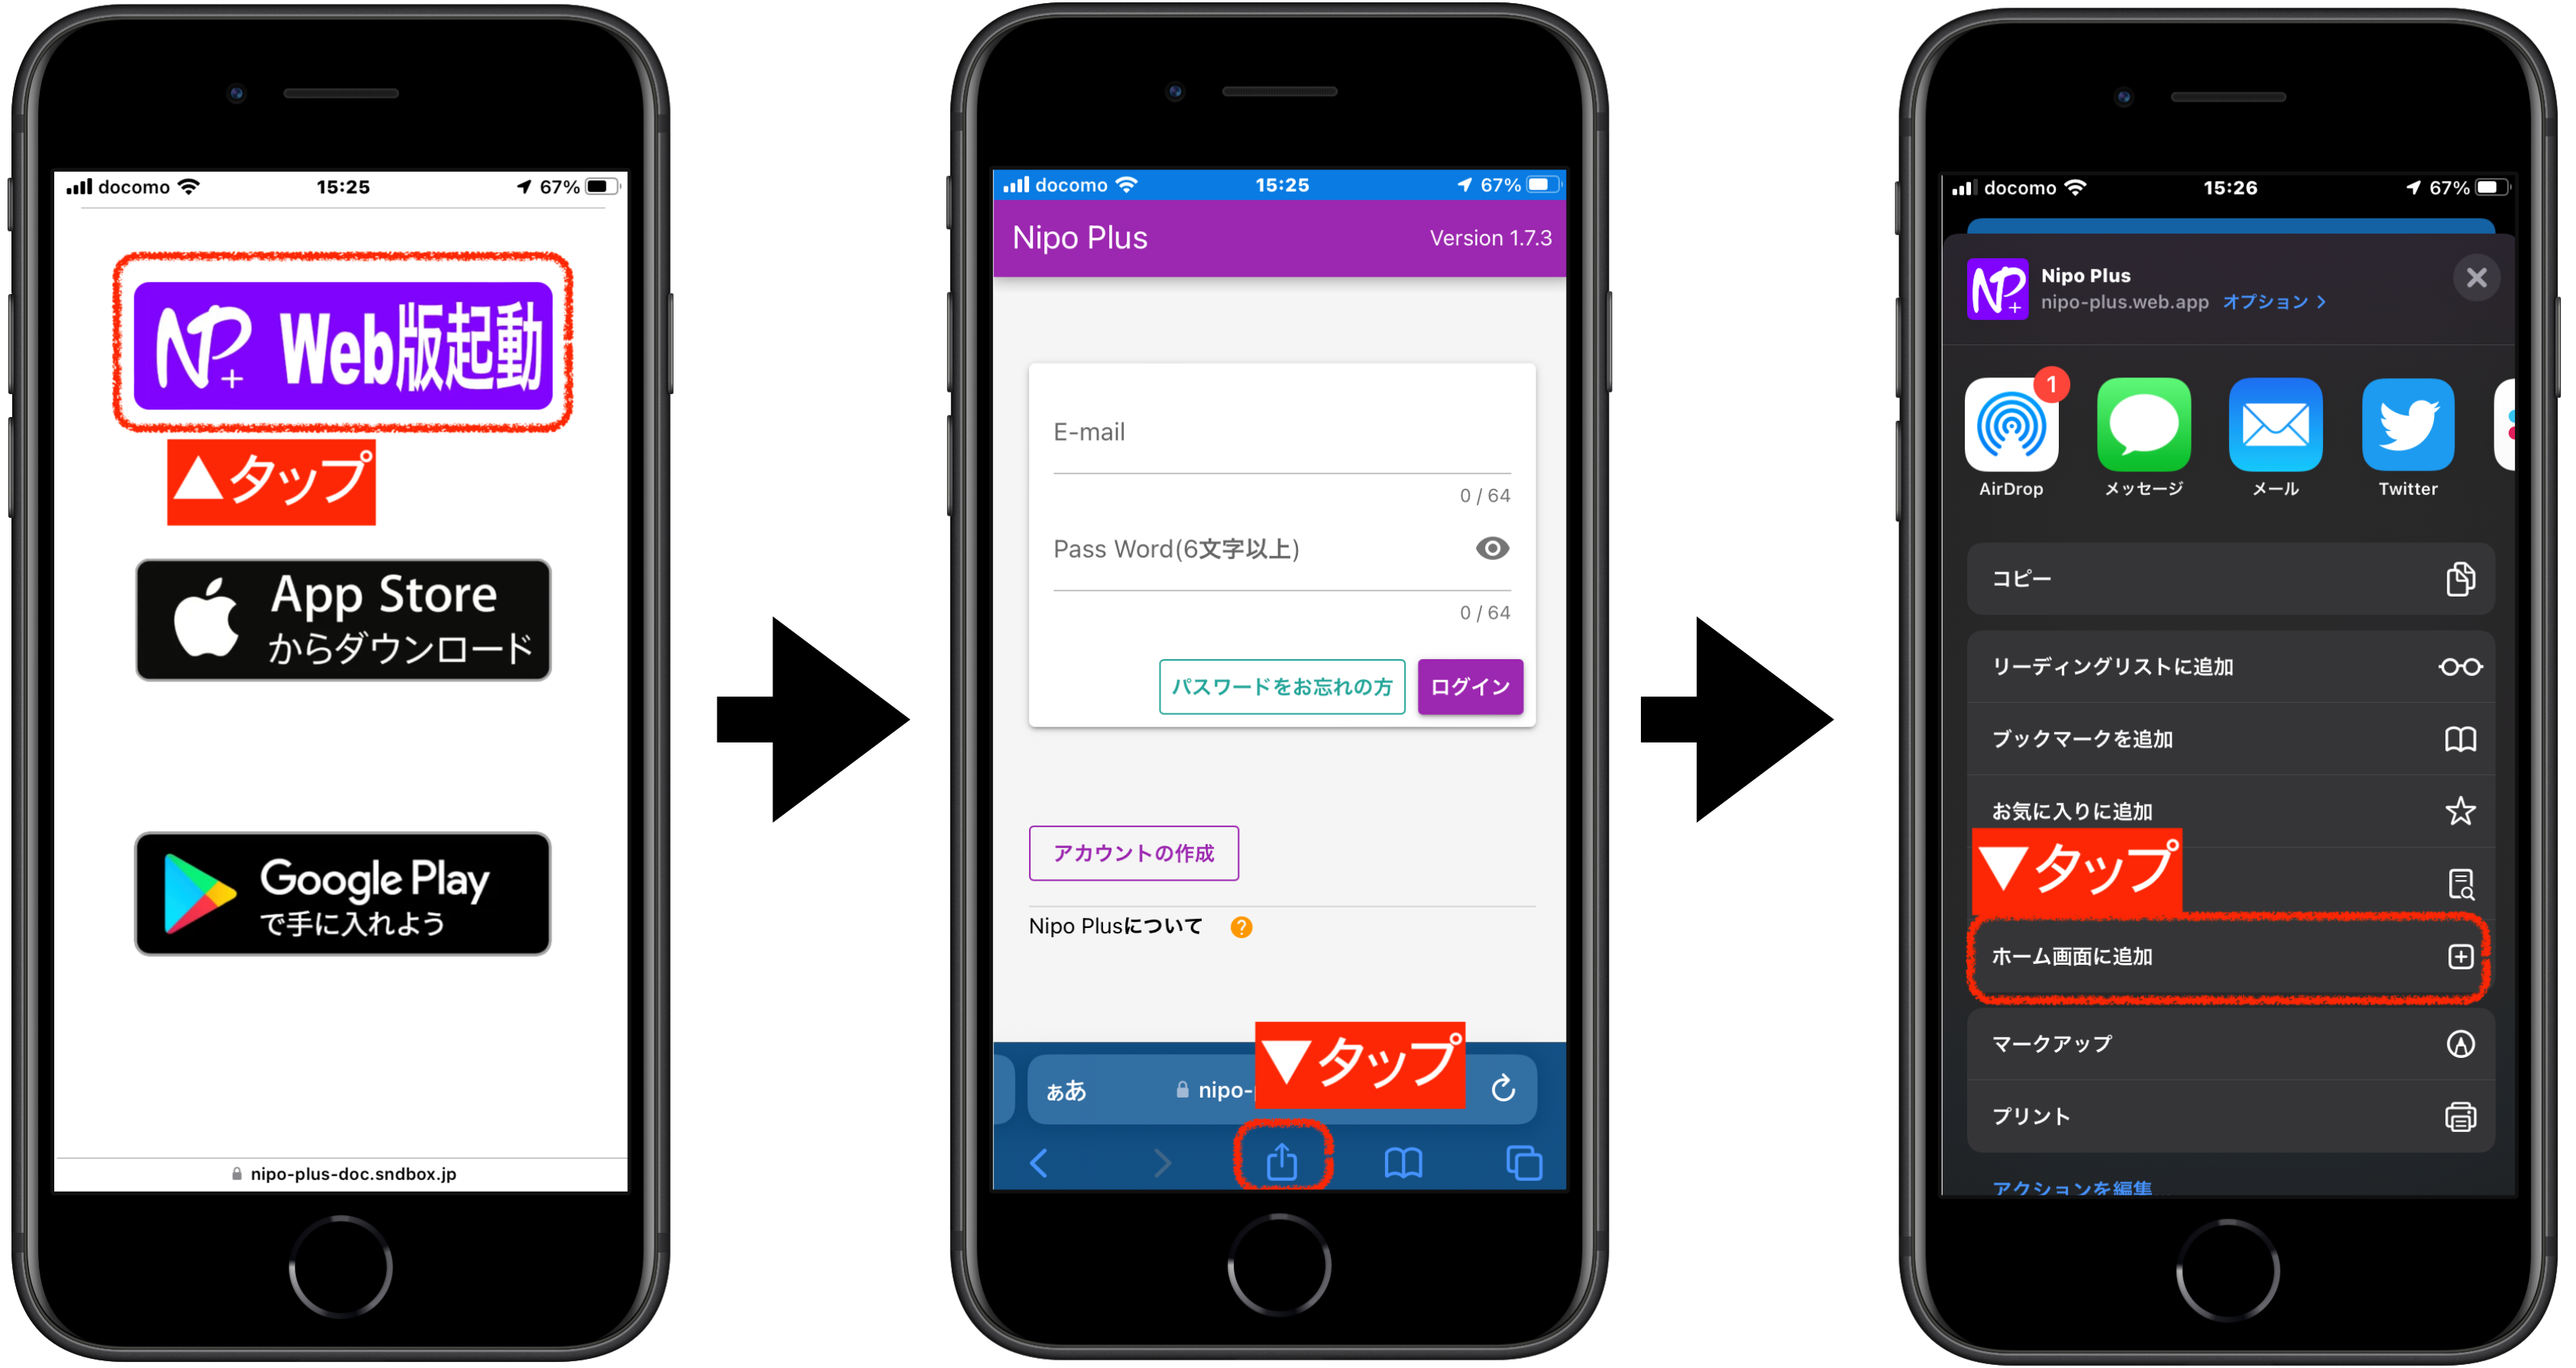 docomo
15:25
67%
NP+ Web版起動
▲タップ
App Store
からダウンロード
Google Play
で手に入れよう
nipo-plus-doc.sndbox.jp
docomo
15:25
67%
Nipo Plus
Version 1.7.3
E-mail
0 / 64
Pass Word(6文字以上)
0 / 64
パスワードをお忘れの方
ログイン
アカウントの作成
Nipo Plusについて
?
▼タップ
ぁあ
nipo-
docomo
15:26
67%
NP+
Nipo Plus
nipo-plus.web.app オプション >
1
AirDrop
メッセージ
メール
Twitter
コピー
リーディングリストに追加
ブックマークを追加
お気に入りに追加
▼タップ
ホーム画面に追加
マークアップ
プリント
アクションを編集...